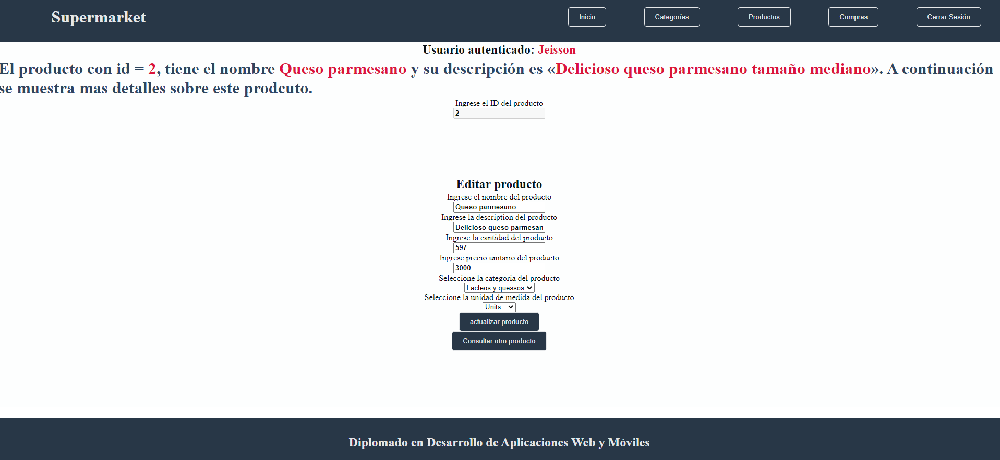 Supermarket
Inicio
Categorías
Productos
Compras
Cerrar Sesión
Usuario autenticado: Jeisson
El producto con id = 2, tiene el nombre Queso parmesano y su descripción es «Delicioso queso parmesano tamaño mediano». A continuación
se muestra mas detalles sobre este prodcuto.
Ingrese el ID del producto
2
Editar producto
Ingrese el nombre del producto
Queso parmesano
Ingrese la description del producto
Delicioso queso parmesan
Ingrese la cantidad del producto
597
Ingrese precio unitario del producto
3000
Seleccione la categoria del producto
Lacteos y quessos
Seleccione la unidad de medida del producto
Units
actualizar producto
Consultar otro producto
Diplomado en Desarrollo de Aplicaciones Web y Móviles